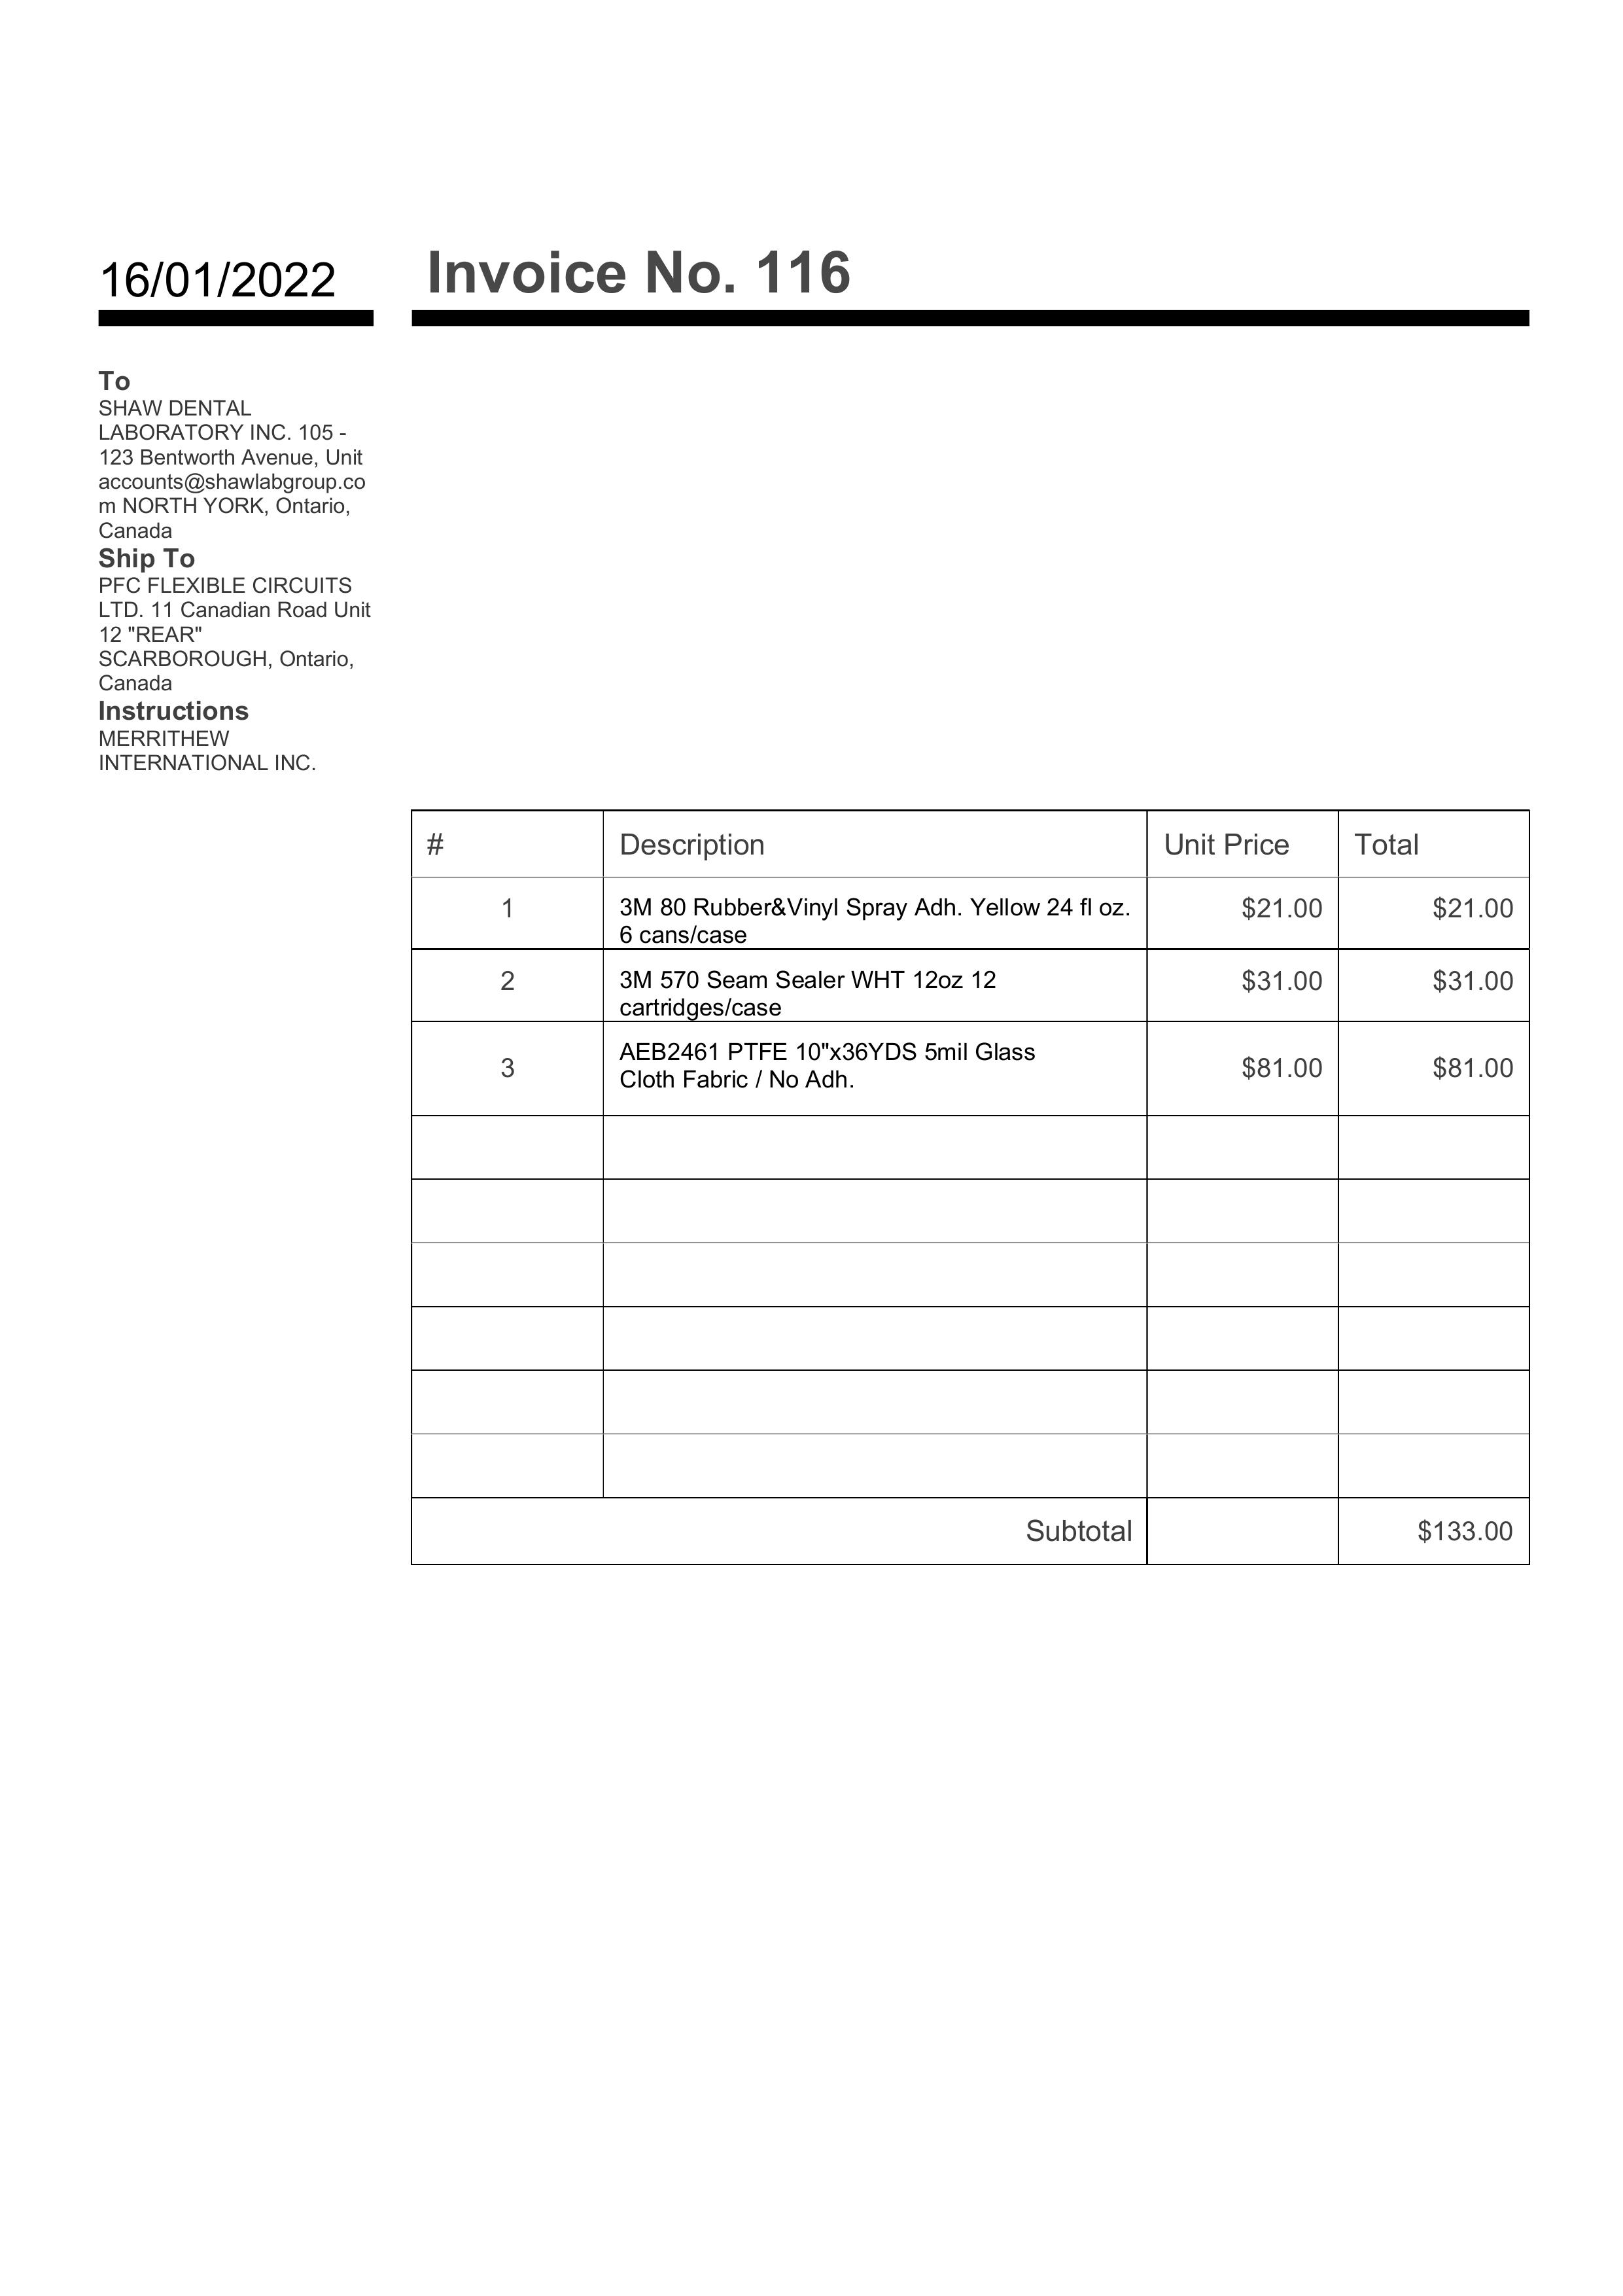 16/01/2022
Invoice No. 116
To
SHAW DENTAL
LABORATORY INC. 105 -
123 Bentworth Avenue, Unit
accounts@shawlabgroup.co
m NORTH YORK, Ontario,
Canada
Ship To
PFC FLEXIBLE CIRCUITS
LTD. 11 Canadian Road Unit
12 "REAR"
SCARBOROUGH, Ontario,
Canada
Instructions
MERRITHEW
INTERNATIONAL INC.
# Description Unit Price Total
1 3M 80 Rubber&Vinyl Spray Adh. Yellow 24 fl oz. $21.00 $21.00
6 cans/case
2 3M 570 Seam Sealer WHT 12oz 12 $31.00 $31.00
cartridges/case
3 AEB2461 PTFE 10"x36YDS 5mil Glass $81.00 $81.00
Cloth Fabric / No Adh.
Subtotal $133.00